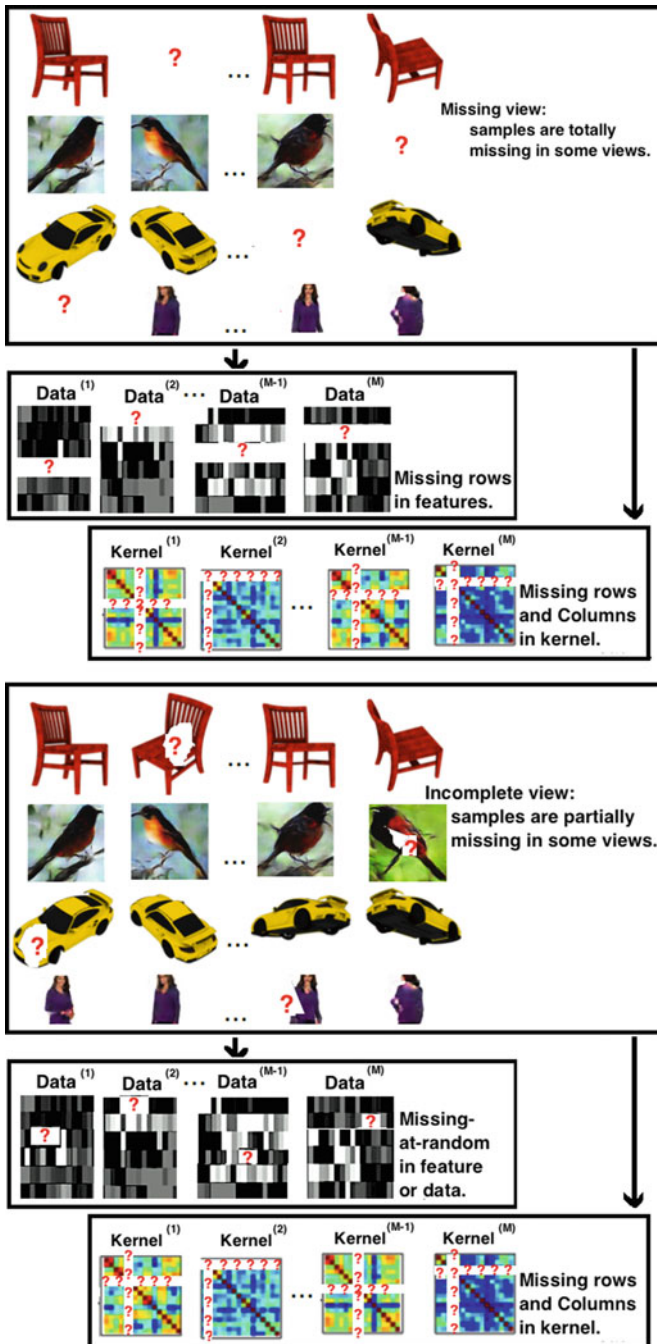 ?
...
Missing view:
samples are totally
missing in some views.
?
...
?
...
?
?
...
Data (1)
Data (2)
...
Data (M-1)
Data (M)
?
?
?
?
Missing rows
in features.
Kernel (1)
Kernel (2)
Kernel (M-1)
Kernel (M)
...
? ? ? ? ? ?
? ? ? ? ? ?
? ? ? ? ? ?
? ? ? ? ? ?
Missing rows
and Columns
in kernel.
?
...
Incomplete view:
samples are partially
missing in some views.
...
?
?
...
...
?
Data (1)
Data (2)
...
Data (M-1)
Data (M)
?
?
?
?
Missing-
at-random
in feature
or data.
Kernel (1)
Kernel (2)
Kernel (M-1)
Kernel (M)
...
? ? ? ? ? ?
? ? ? ? ? ?
? ? ? ? ? ?
? ? ? ? ? ?
Missing rows
and Columns
in kernel.